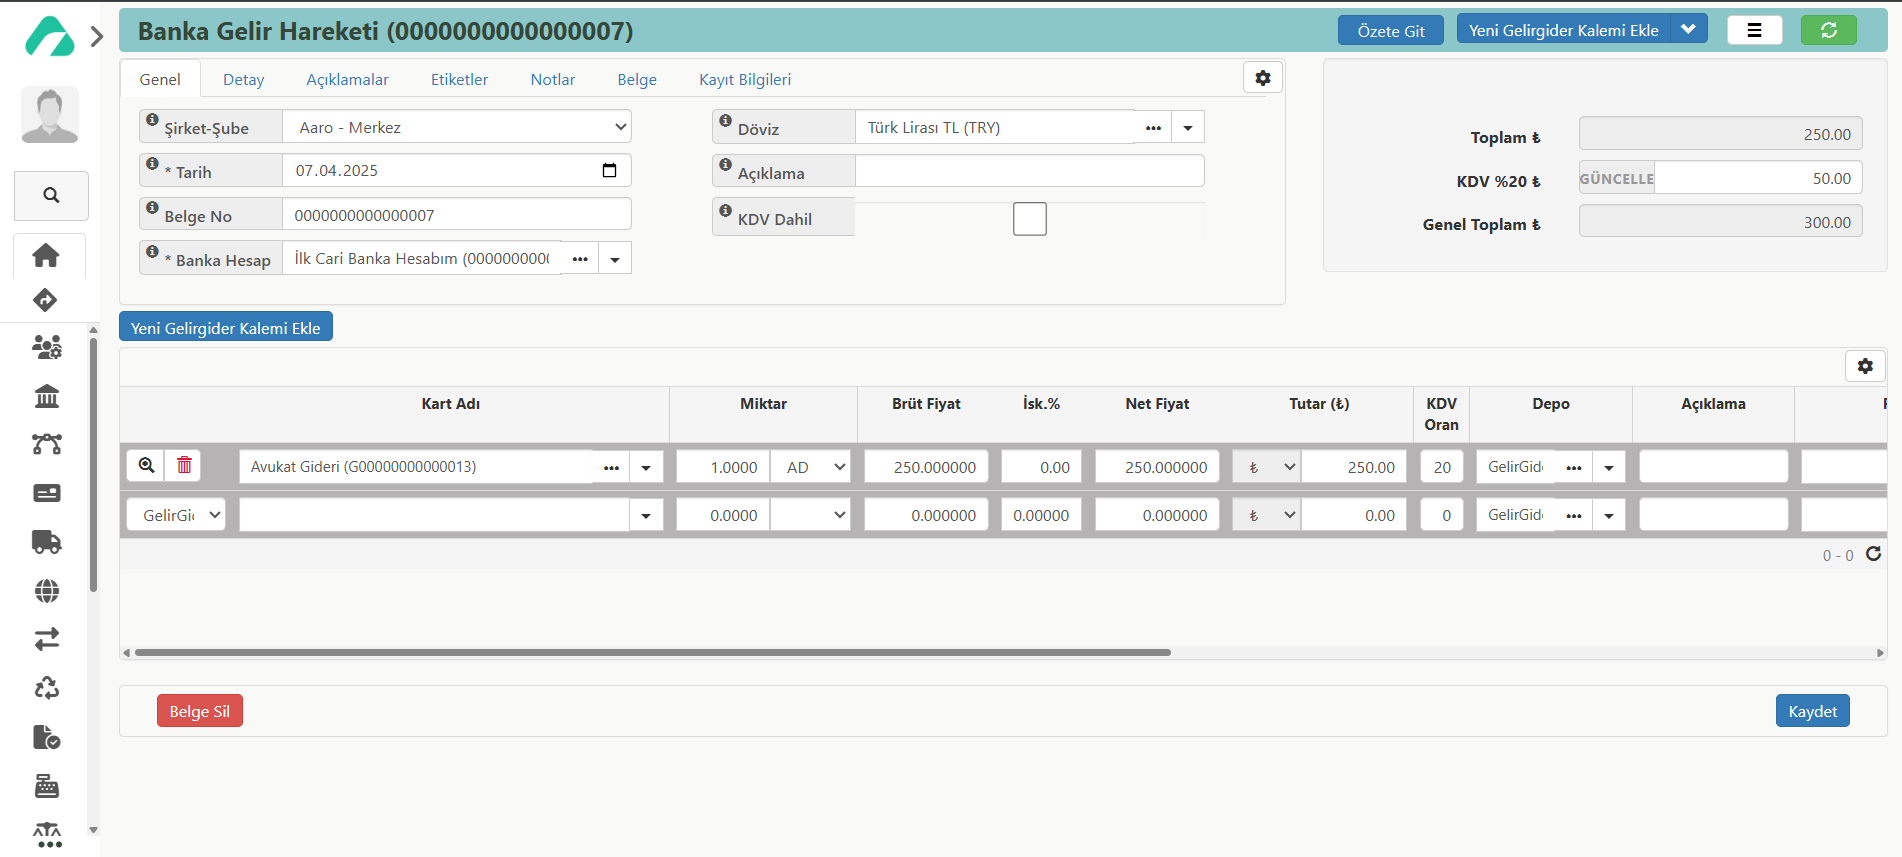 Banka Gelir Hareketi (0000000000000007)
Özete Git
Yeni Gelirgider Kalemi Ekle
Genel
Detay
Açıklamalar
Etiketler
Notlar
Belge
Kayıt Bilgileri
Şirket-Şube
Aaro - Merkez
* Tarih
07.04.2025
Belge No
0000000000000007
* Banka Hesap
İlk Cari Banka Hesabım (0000000000
Döviz
Türk Lirası TL (TRY)
Açıklama
KDV Dahil
Toplam ₺
250.00
KDV %20 ₺
GÜNCELLE
50.00
Genel Toplam ₺
300.00
Yeni Gelirgider Kalemi Ekle
Kart Adı
Miktar
Brüt Fiyat
İsk.%
Net Fiyat
Tutar (₺)
KDV Oran
Depo
Açıklama
Avukat Gideri (G00000000000013)
1.0000
AD
250.000000
0.00
250.000000
₺
250.00
20
GelirGid
GelirGi
0.0000
0.000000
0.00000
0.000000
₺
0.00
0
GelirGid
0 - 0
Belge Sil
Kaydet